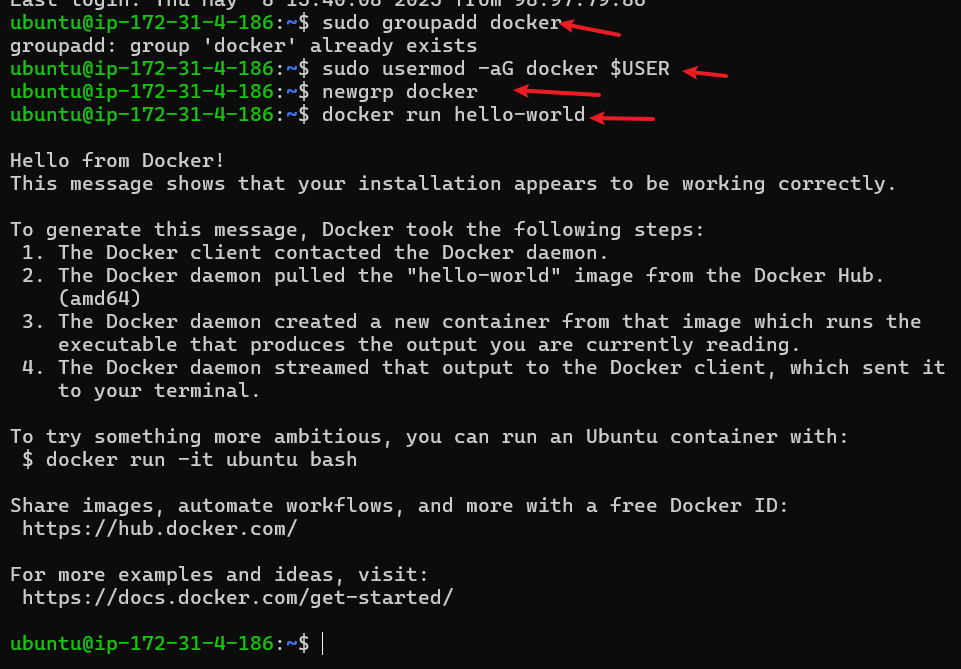 Last login: Thu May  8 15:40:08 2025 from 98.97.79.86
ubuntu@ip-172-31-4-186:~$ sudo groupadd docker
groupadd: group 'docker' already exists
ubuntu@ip-172-31-4-186:~$ sudo usermod -aG docker $USER
ubuntu@ip-172-31-4-186:~$ newgrp docker
ubuntu@ip-172-31-4-186:~$ docker run hello-world
Hello from Docker!
This message shows that your installation appears to be working correctly.
To generate this message, Docker took the following steps:
1. The Docker client contacted the Docker daemon.
2. The Docker daemon pulled the "hello-world" image from the Docker Hub.
(amd64)
3. The Docker daemon created a new container from that image which runs the
executable that produces the output you are currently reading.
4. The Docker daemon streamed that output to the Docker client, which sent it
to your terminal.
To try something more ambitious, you can run an Ubuntu container with:
$ docker run -it ubuntu bash
Share images, automate workflows, and more with a free Docker ID:
https://hub.docker.com/
For more examples and ideas, visit:
https://docs.docker.com/get-started/
ubuntu@ip-172-31-4-186:~$